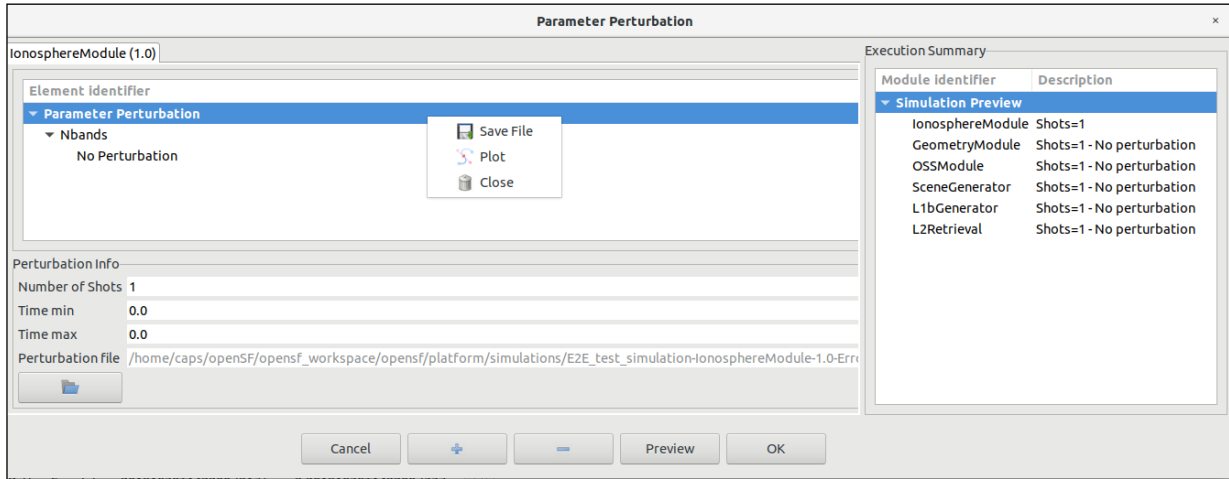 Parameter Perturbation
×
IonosphereModule (1.0)
Element identifier
Parameter Perturbation
Nbands
No Perturbation
Save File
Plot
Close
Perturbation Info
Number of Shots 1
Time min 0.0
Time max 0.0
Perturbation file /home/caps/openSF/opensf_workspace/opensf/platform/simulations/E2E_test_simulation-IonosphereModule-1.0-Erro
Execution Summary
Module identifier Description
Simulation Preview
IonosphereModule Shots=1
GeometryModule Shots=1 - No perturbation
OSSModule Shots=1 - No perturbation
SceneGenerator Shots=1 - No perturbation
L1bGenerator Shots=1 - No perturbation
L2Retrieval Shots=1 - No perturbation
Cancel
Preview
OK